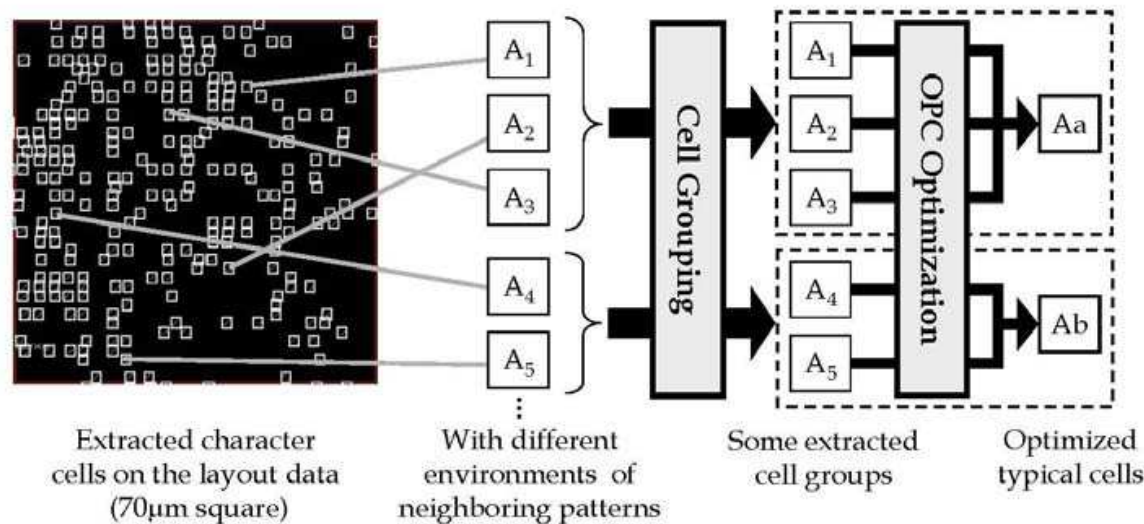 A1
A2
A3
A4
A5
Cell Grouping
A1
A2
A3
A4
A5
OPC Optimization
Aa
Ab
Extracted character
cells on the layout data
(70μm square)
With different
environments of
neighboring patterns
Some extracted
cell groups
Optimized
typical cells